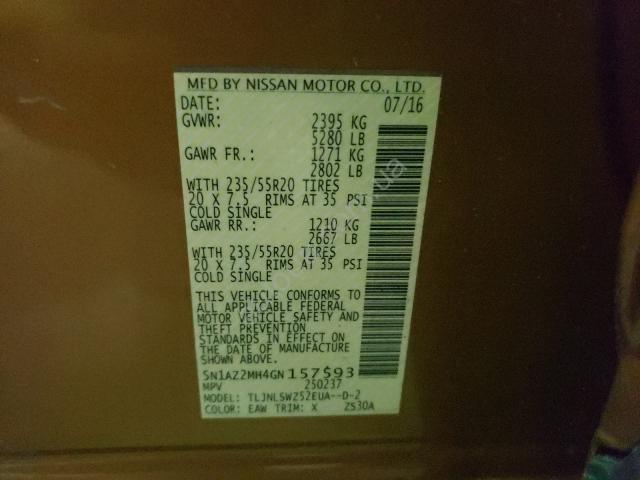 MFD BY NISSAN MOTOR CO., LTD.
DATE: 07/16
GVWR: 2395 KG
5280 LB
GAWR FR.: 1271 KG
2802 LB
WITH 235/55R20 TIRES
20 X 7.5 RIMS AT 35 PSI
COLD SINGLE
GAWR RR.: 1210 KG
2667 LB
WITH 235/55R20 TIRES
20 X 7.5 RIMS AT 35 PSI
COLD SINGLE
THIS VEHICLE CONFORMS TO
ALL APPLICABLE FEDERAL
MOTOR VEHICLE SAFETY AND
THEFT PREVENTION
STANDARDS IN EFFECT ON
THE DATE OF MANUFACTURE
SHOWN ABOVE.
5N1AZ2MH4GN157593
MPV 250237
MODEL: TLJNLSWZ52EUA--D-2
COLOR: EAW TRIM: X ZS30A